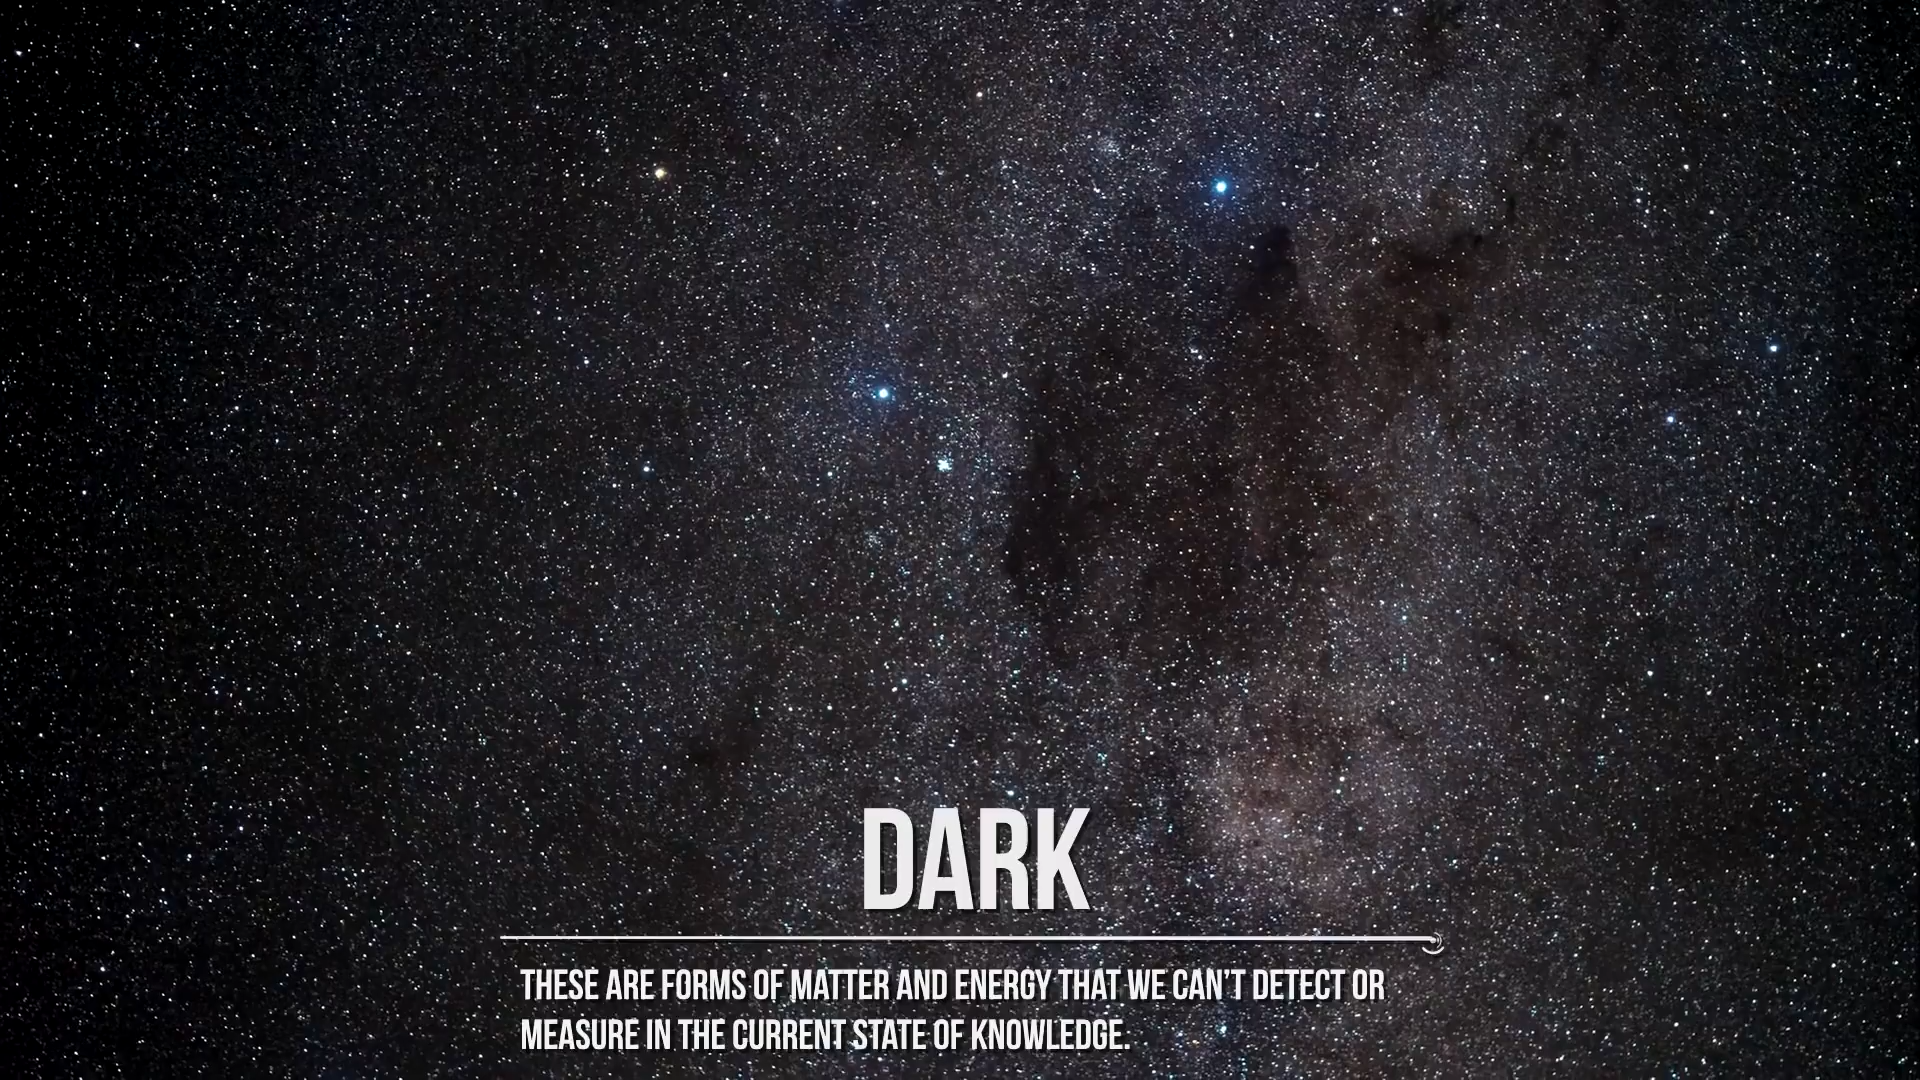 DARK
THESE ARE FORMS OF MATTER AND ENERGY THAT WE CAN’T DETECT OR
MEASURE IN THE CURRENT STATE OF KNOWLEDGE.